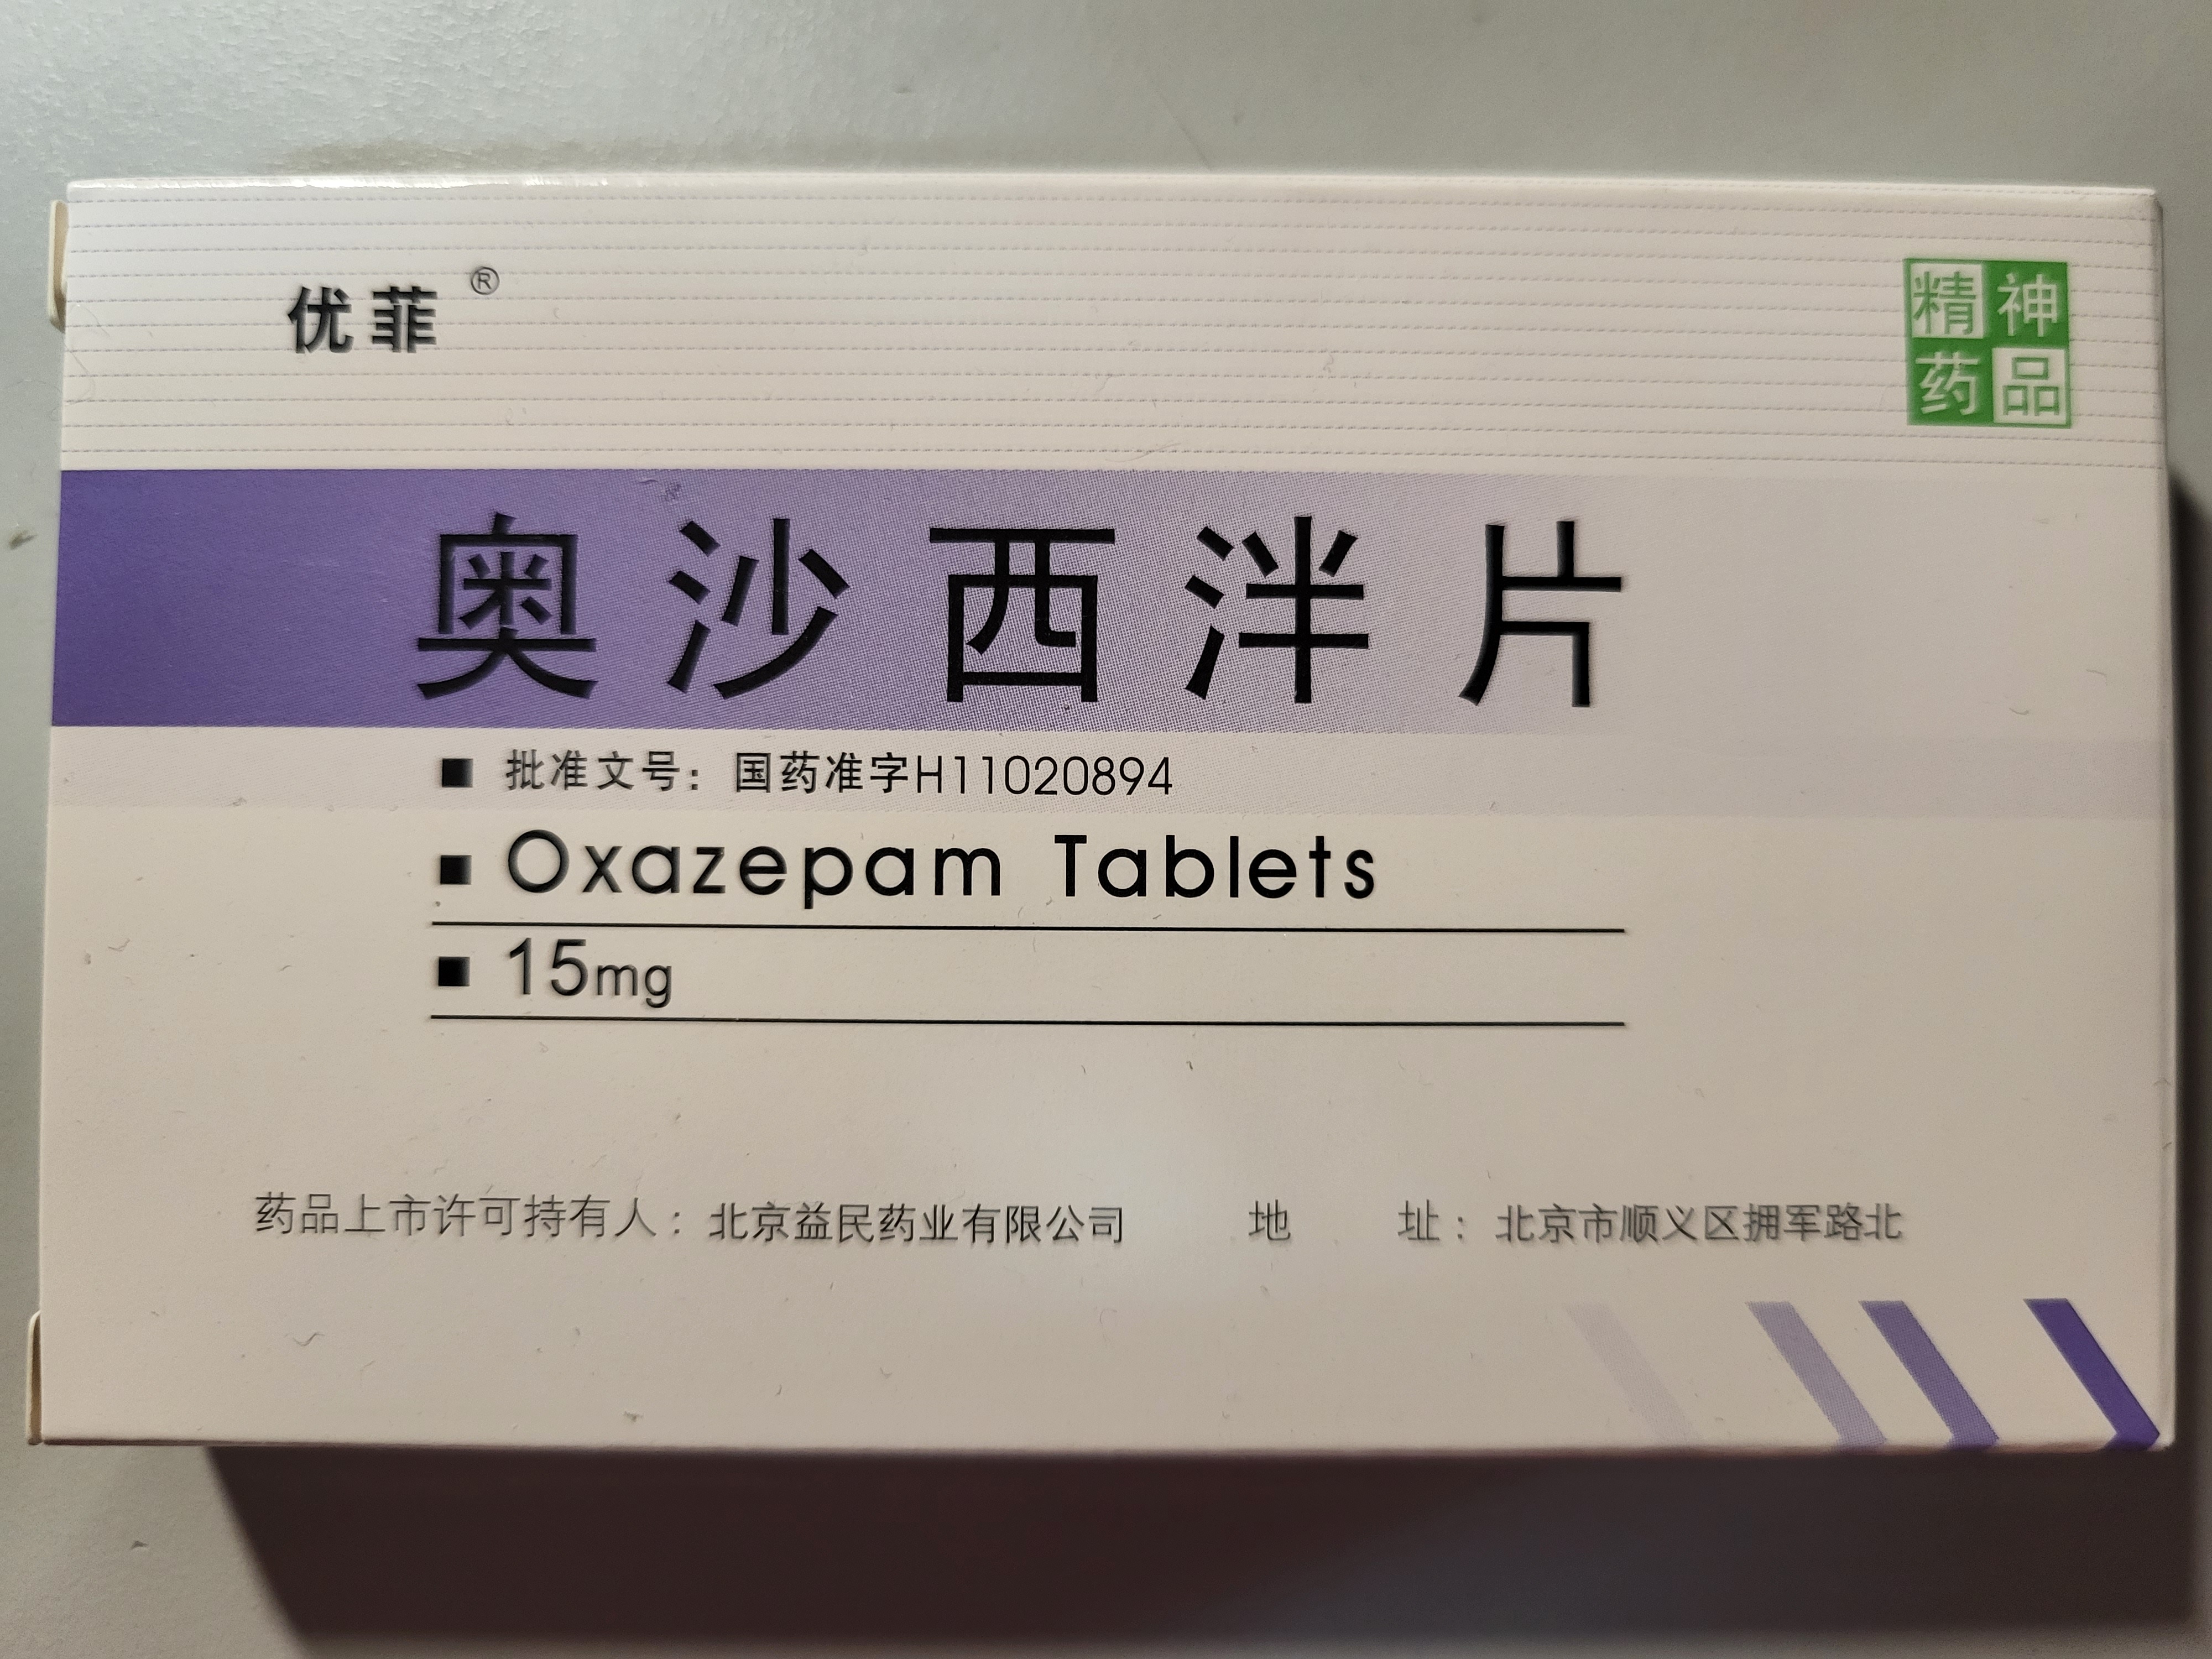 优菲®
精神
药品
奥沙西泮片
■ 批准文号：国药准字H11020894
■ Oxazepam Tablets
■ 15mg
药品上市许可持有人：北京益民药业有限公司 地 址：北京市顺义区拥军路北